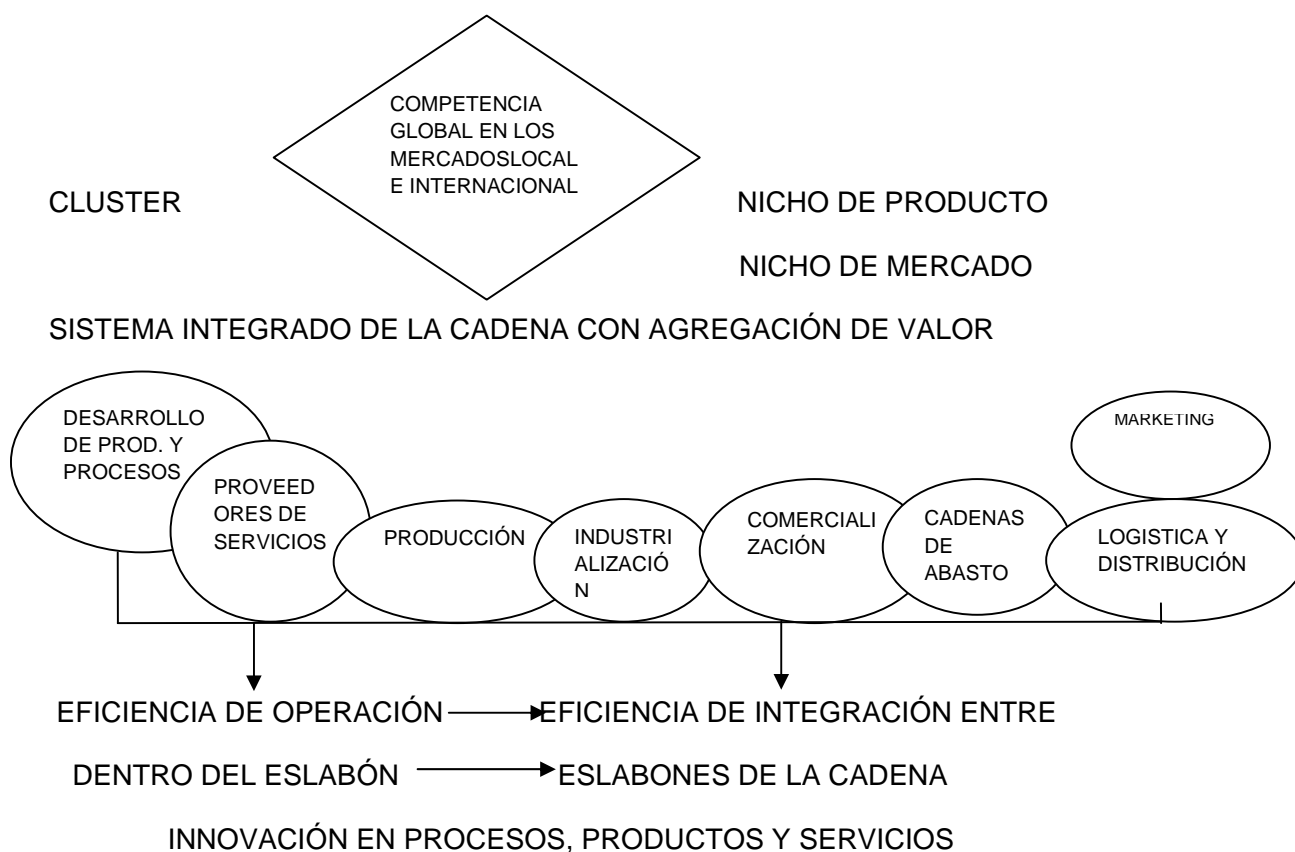 COMPETENCIA
GLOBAL EN LOS
MERCADOSLOCAL
E INTERNACIONAL
CLUSTER
NICHO DE PRODUCTO
NICHO DE MERCADO
SISTEMA INTEGRADO DE LA CADENA CON AGREGACIÓN DE VALOR
DESARROLLO
DE PROD. Y
PROCESOS
PROVEED
ORES DE
SERVICIOS
PRODUCCIÓN
INDUSTRI
ALIZACIÓ
N
COMERCIALI
ZACIÓN
CADENAS
DE
ABASTO
MARKETING
LOGISTICA Y
DISTRIBUCIÓN
EFICIENCIA DE OPERACIÓN
EFICIENCIA DE INTEGRACIÓN ENTRE
DENTRO DEL ESLABÓN
ESLABONES DE LA CADENA
INNOVACIÓN EN PROCESOS, PRODUCTOS Y SERVICIOS